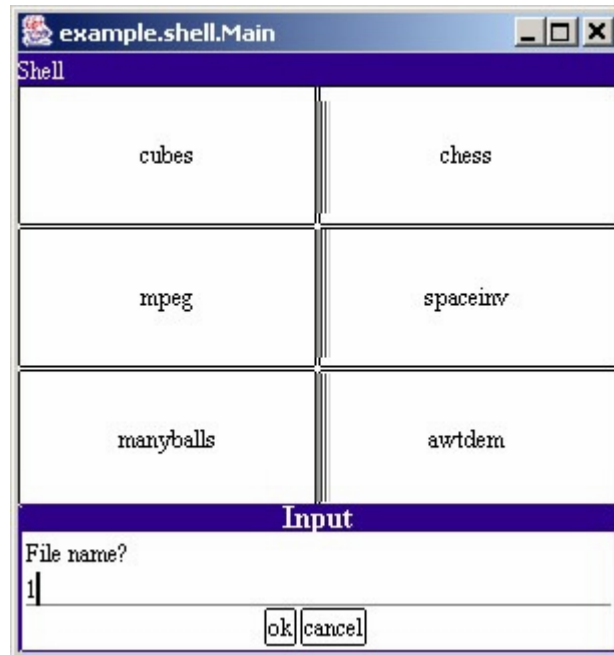 example.shell.Main
Shell
cubes chess
mpeg spaceinv
manyballs awtdem
Input
File name?
1
ok cancel